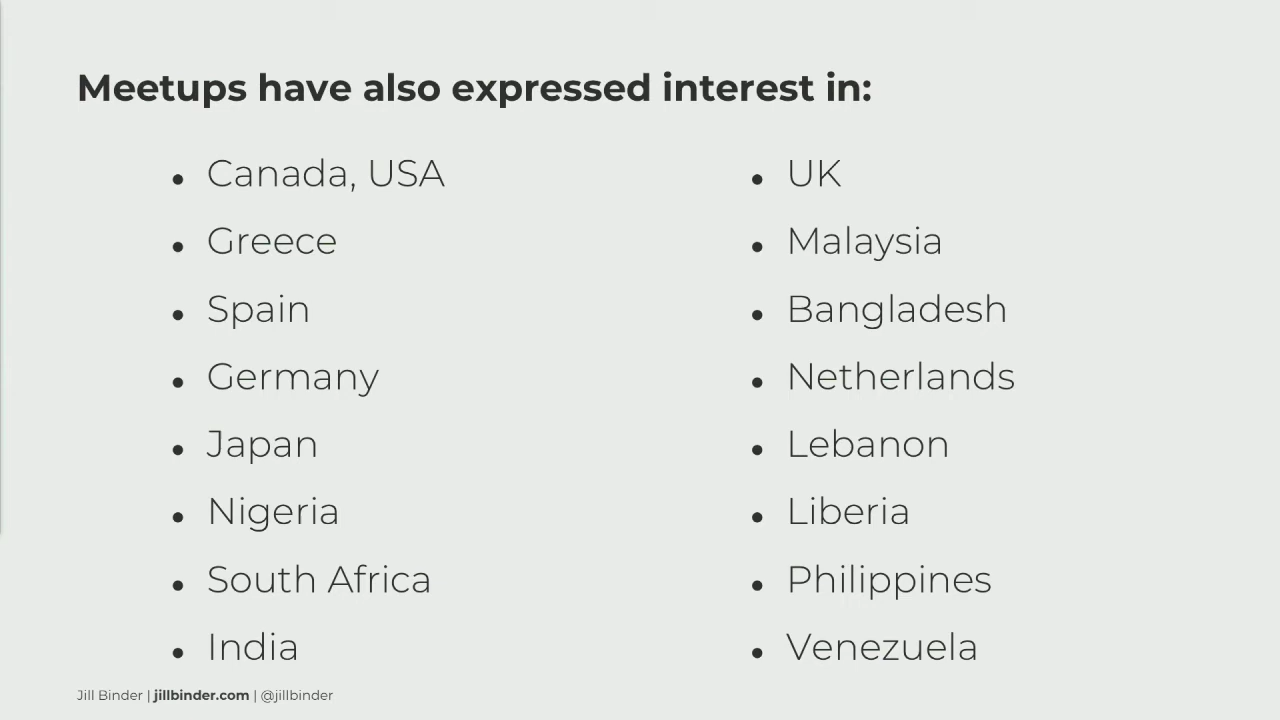 Meetups have also expressed interest in:
• Canada, USA
• Greece
• Spain
• Germany
• Japan
• Nigeria
• South Africa
• India
• UK
• Malaysia
• Bangladesh
• Netherlands
• Lebanon
• Liberia
• Philippines
• Venezuela
Jill Binder | jillbinder.com | @jillbinder